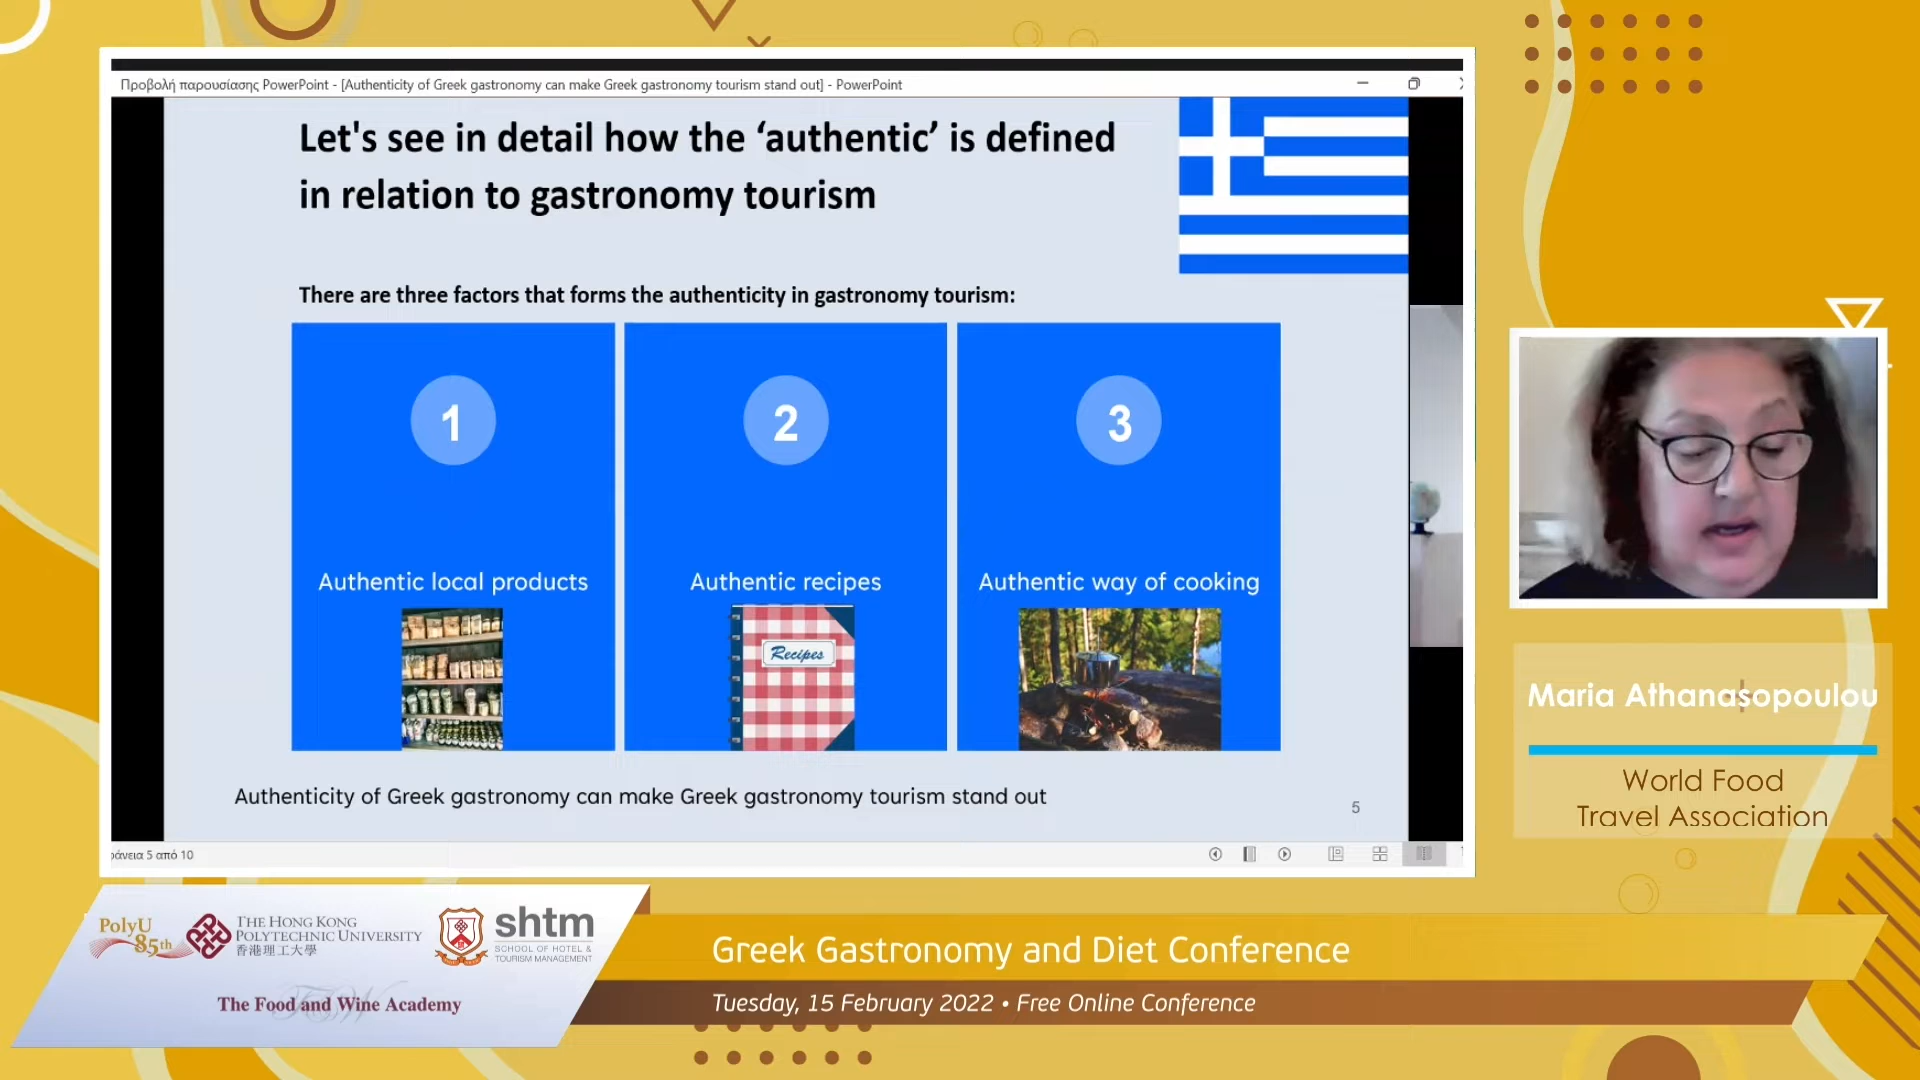 Προβολή παρουσίασης PowerPoint - [Authenticity of Greek gastronomy can make Greek gastronomy tourism stand out] - PowerPoint
Let's see in detail how the ‘authentic’ is defined
in relation to gastronomy tourism
There are three factors that forms the authenticity in gastronomy tourism:
1
2
3
Authentic local products
Authentic recipes
Authentic way of cooking
Recipes
Authenticity of Greek gastronomy can make Greek gastronomy tourism stand out
5
5 από 10
Maria Athanasopoulou
World Food
Travel Association
PolyU
85th
THE HONG KONG
POLYTECHNIC UNIVERSITY
香港理工大學
shtm
SCHOOL OF HOTEL &
TOURISM MANAGEMENT
The Food and Wine Academy
Greek Gastronomy and Diet Conference
Tuesday, 15 February 2022 • Free Online Conference